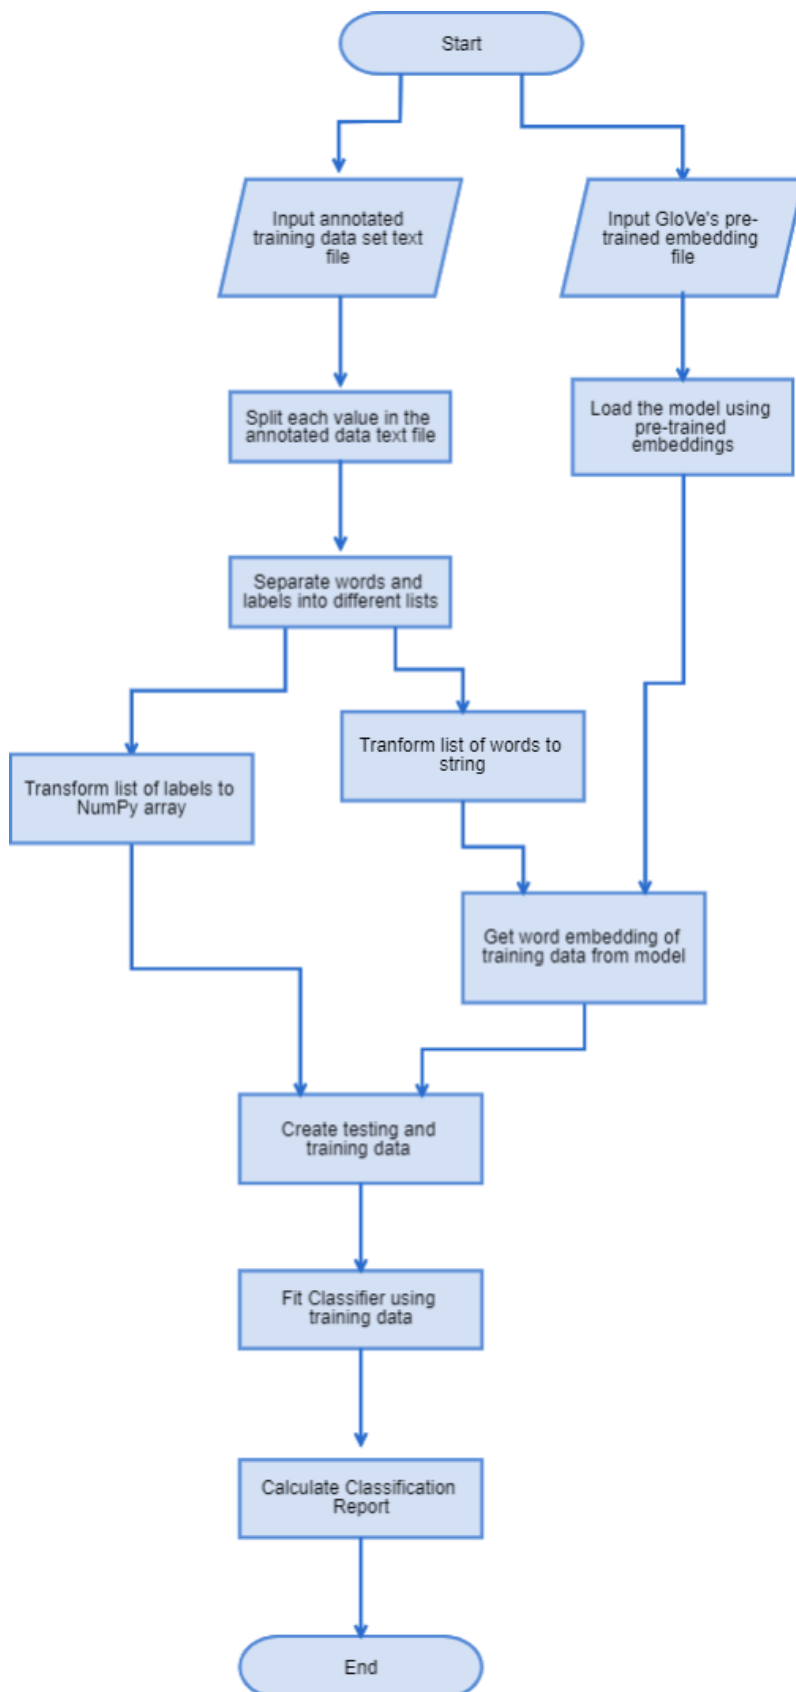 Start
Input annotated
training data set text
file
Input GloVe's pre-
trained embedding
file
Split each value in the
annotated data text file
Load the model using
pre-trained
embeddings
Separate words and
labels into different lists
Tranform list of words to
string
Transform list of labels to
NumPy array
Get word embedding of
training data from model
Create testing and
training data
Fit Classifier using
training data
Calculate Classification
Report
End